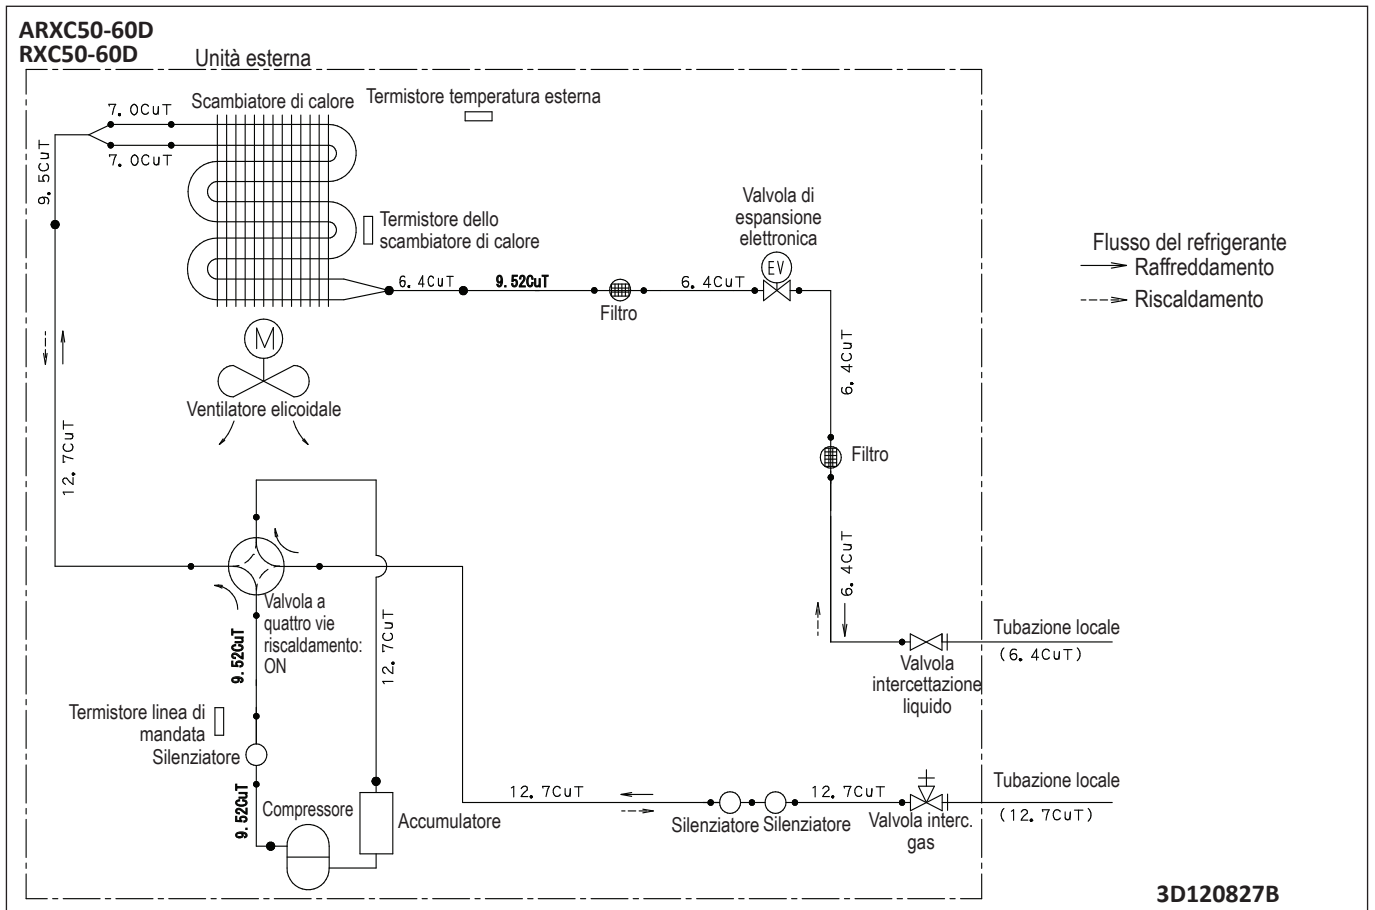 ARXC50-60D
RXC50-60D
Unità esterna
7. 0CuT
Scambiatore di calore
Termistore temperatura esterna
7. 0CuT
9. 5CuT
Termistore dello
scambiatore di calore
Valvola di
espansione
elettronica
EV
6. 4CuT
9. 52CuT
6. 4CuT
Filtro
Flusso del refrigerante
Raffreddamento
Riscaldamento
M
Ventilatore elicoidale
6. 4CuT
12. 7CuT
Filtro
6. 4CuT
Valvola a
quattro vie
riscaldamento:
ON
9. 52CuT
12. 7CuT
Tubazione locale
(6. 4CuT)
Valvola
intercettazione
liquido
Termistore linea di
mandata
Silenziatore
9. 52CuT
Compressore
Accumulatore
12. 7CuT
12. 7CuT
Silenziatore
Silenziatore
Valvola interc.
gas
Tubazione locale
(12. 7CuT)
3D120827B